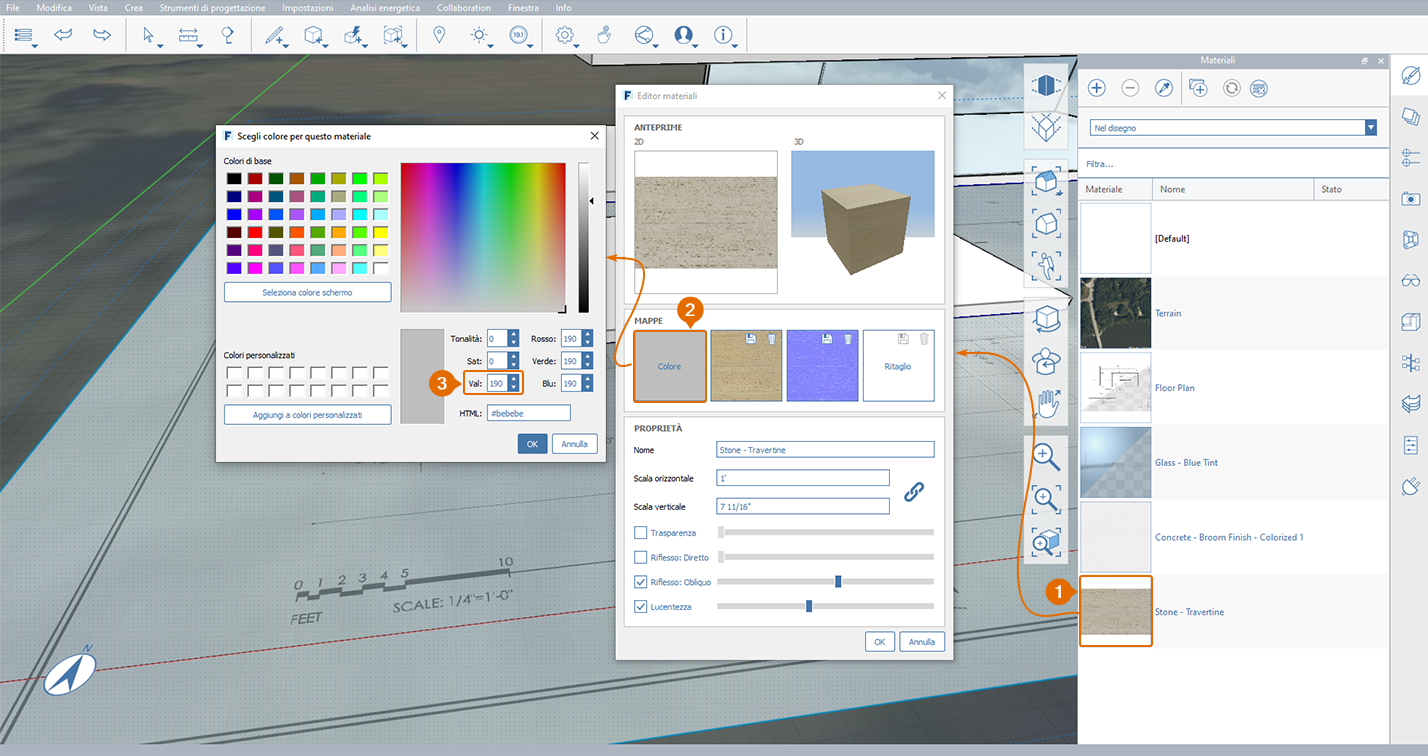 File Modifica Vista Crea Strumenti di progettazione Impostazioni Analisi energetica Collaboration Finestra Info
19.1
Materiali
Nel disegno
Filtra...
Materiale Nome Stato
[Default]
Terrain
Floor Plan
Glass - Blue Tint
Concrete - Broom Finish - Colorized 1
1
Stone - Travertine
F Editor materiali
ANTEPRIME
2D 3D
MAPPE
2
Colore
Ritaglio
PROPRIETÀ
Nome Stone - Travertine
Scala orizzontale 1'
Scala verticale 7 11/16"
Trasparenza
Riflesso: Diretto
Riflesso: Obliquo
Lucentezza
OK Annulla
F Scegli colore per questo materiale
Colori di base
Seleziona colore schermo
Colori personalizzati
Aggiungi a colori personalizzati
Tonalità: 0 Rosso: 190
Sat: 0 Verde: 190
3 Val: 190 Blu: 190
HTML: #bebebe
OK Annulla
0 1 2 3 4 5 10
FEET SCALE: 1/4"=1'-0"
N